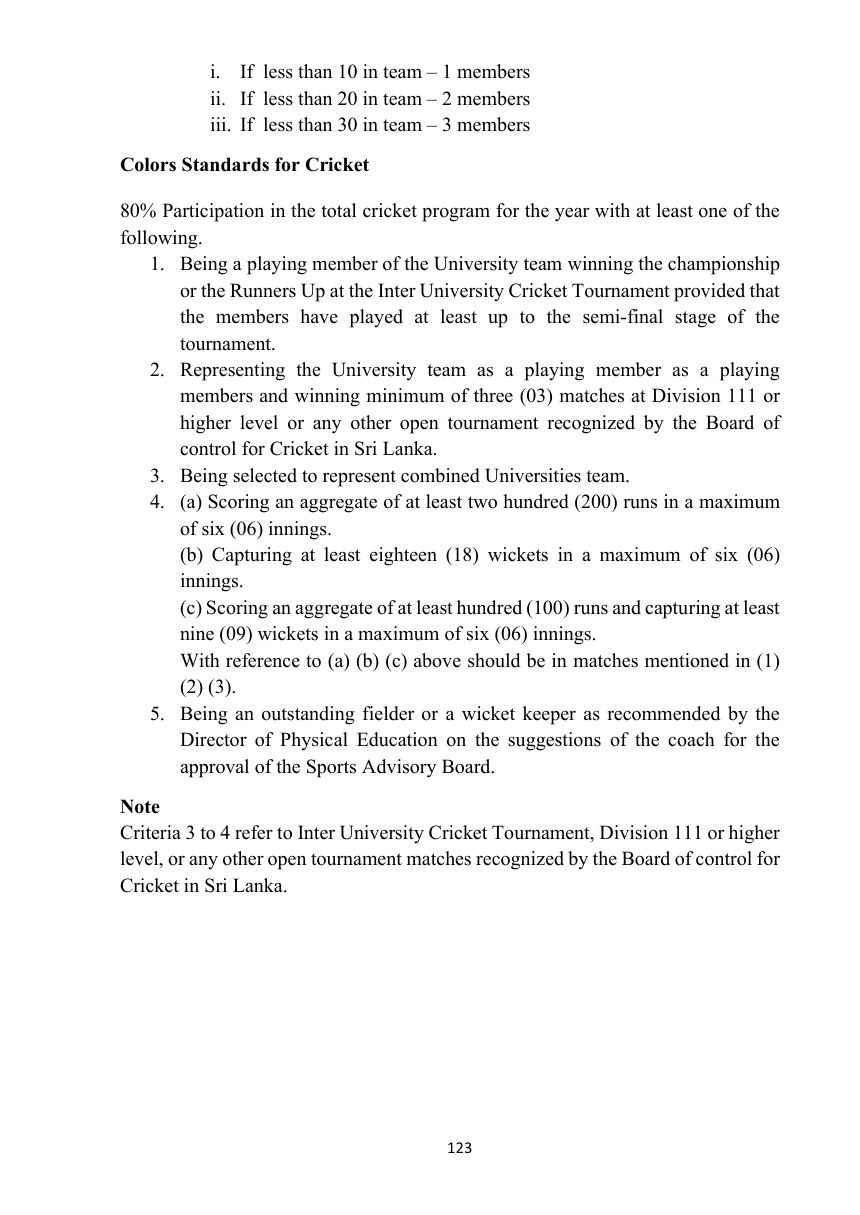 i. If less than 10 in team – 1 members
ii. If less than 20 in team – 2 members
iii. If less than 30 in team – 3 members
Colors Standards for Cricket
80% Participation in the total cricket program for the year with at least one of the
following.
1. Being a playing member of the University team winning the championship
or the Runners Up at the Inter University Cricket Tournament provided that
the members have played at least up to the semi-final stage of the
tournament.
2. Representing the University team as a playing member as a playing
members and winning minimum of three (03) matches at Division 111 or
higher level or any other open tournament recognized by the Board of
control for Cricket in Sri Lanka.
3. Being selected to represent combined Universities team.
4. (a) Scoring an aggregate of at least two hundred (200) runs in a maximum
of six (06) innings.
(b) Capturing at least eighteen (18) wickets in a maximum of six (06)
innings.
(c) Scoring an aggregate of at least hundred (100) runs and capturing at least
nine (09) wickets in a maximum of six (06) innings.
With reference to (a) (b) (c) above should be in matches mentioned in (1)
(2) (3).
5. Being an outstanding fielder or a wicket keeper as recommended by the
Director of Physical Education on the suggestions of the coach for the
approval of the Sports Advisory Board.
Note
Criteria 3 to 4 refer to Inter University Cricket Tournament, Division 111 or higher
level, or any other open tournament matches recognized by the Board of control for
Cricket in Sri Lanka.
123